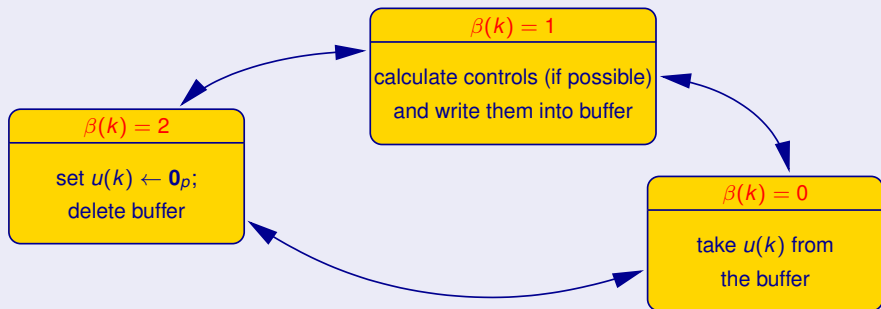 β(k) = 1
calculate controls (if possible)
and write them into buffer
β(k) = 2
set u(k) ← 0ₚ;
delete buffer
β(k) = 0
take u(k) from
the buffer